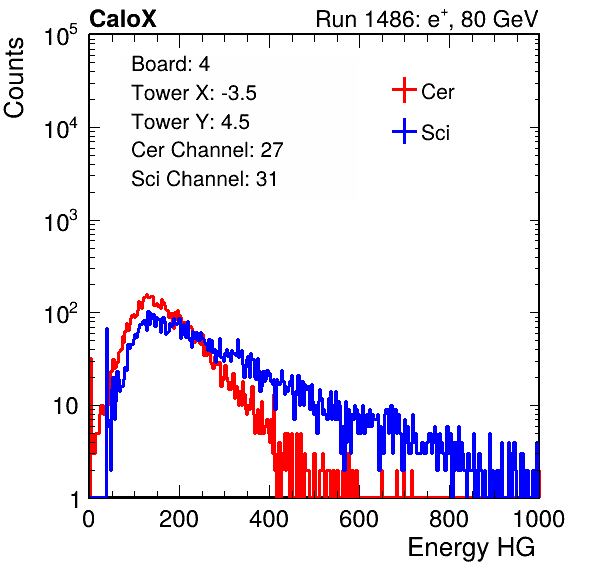 CaloX Run 1486: e⁺, 80 GeV
Counts
Board: 4
Tower X: -3.5
Tower Y: 4.5
Cer Channel: 27
Sci Channel: 31
Cer
Sci
10⁵
10⁴
10³
10²
10
1
0 200 400 600 800 1000
Energy HG